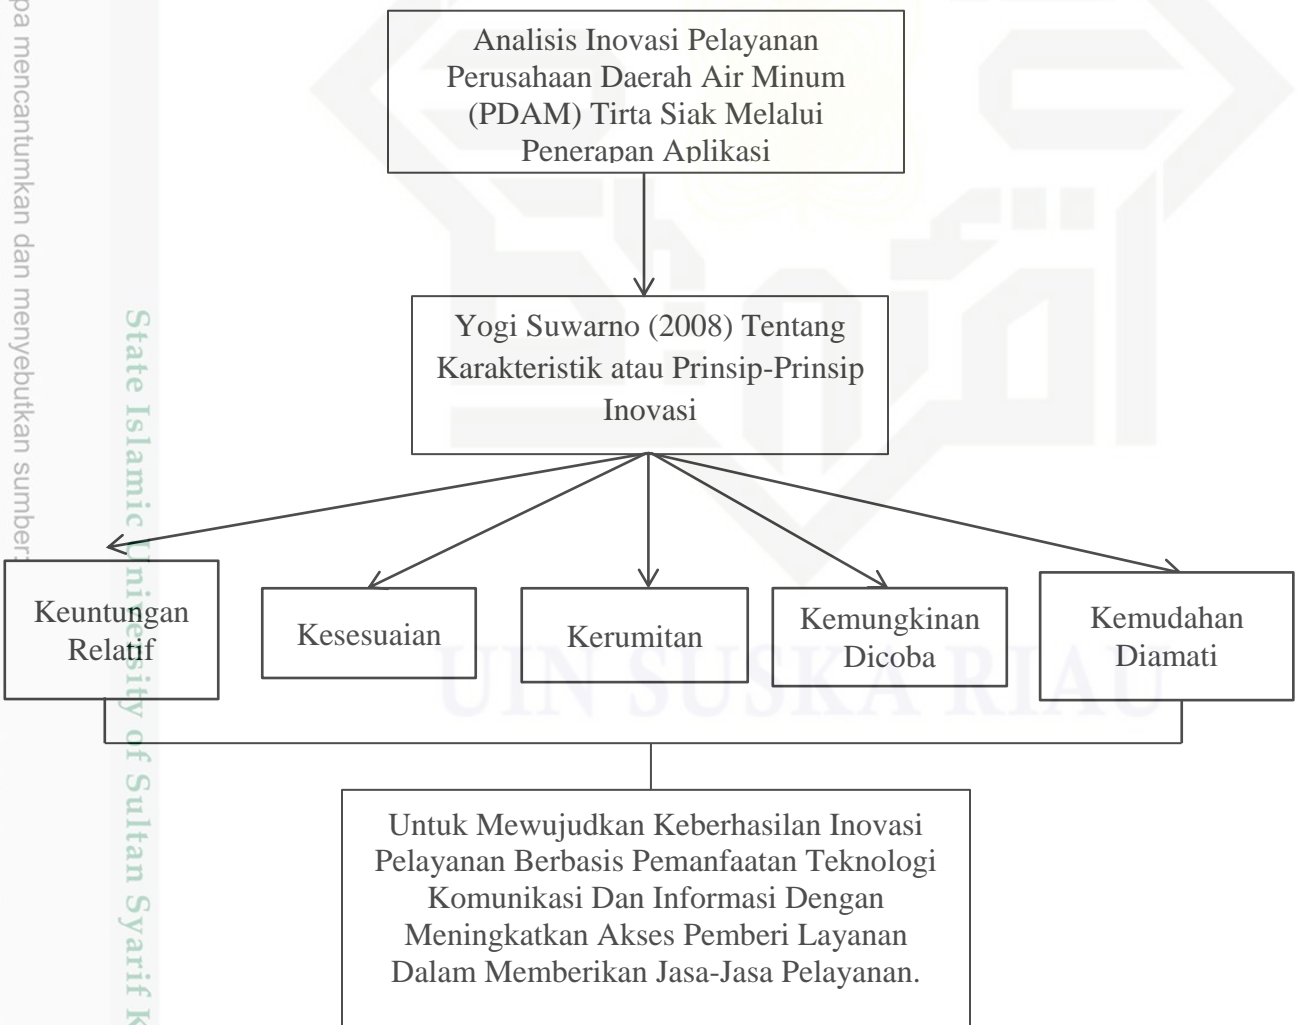 Analisis Inovasi Pelayanan
Perusahaan Daerah Air Minum
(PDAM) Tirta Siak Melalui
Penerapan Aplikasi
Yogi Suwarno (2008) Tentang
Karakteristik atau Prinsip-Prinsip
Inovasi
Keuntungan
Relatif
Kesesuaian
Kerumitan
Kemungkinan
Dicoba
Kemudahan
Diamati
Untuk Mewujudkan Keberhasilan Inovasi
Pelayanan Berbasis Pemanfaatan Teknologi
Komunikasi Dan Informasi Dengan
Meningkatkan Akses Pemberi Layanan
Dalam Memberikan Jasa-Jasa Pelayanan.
UIN SUSKA RIAU
State Islamic University of Sultan Syarif
mencantumkan dan menyebutkan sumber: